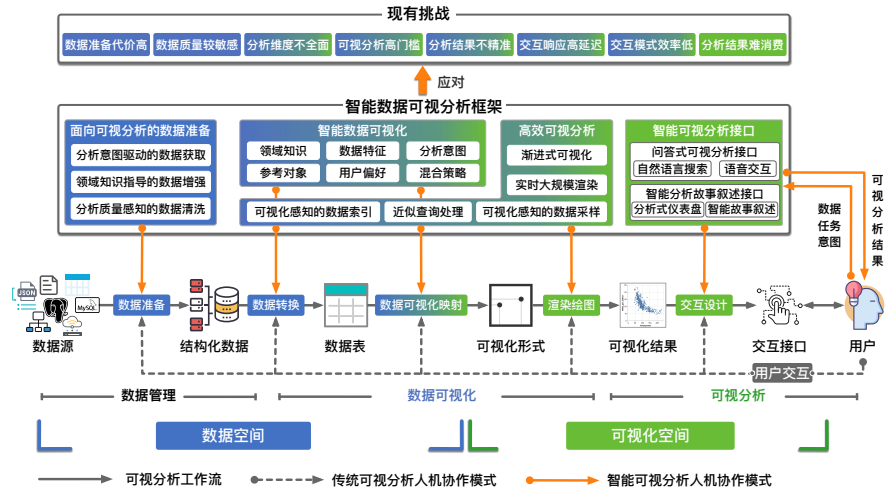 现有挑战
数据准备代价高
数据质量较敏感
分析维度不全面
可视分析高门槛
分析结果不精准
交互响应高延迟
交互模式效率低
分析结果难消费
应对
智能数据可视分析框架
面向可视分析的数据准备
分析意图驱动的数据获取
领域知识指导的数据增强
分析质量感知的数据清洗
智能数据可视化
领域知识
数据特征
分析意图
参考对象
用户偏好
混合策略
高效可视分析
渐进式可视化
实时大规模渲染
可视化感知的数据索引
近似查询处理
可视化感知的数据采样
智能可视分析接口
问答式可视分析接口
自然语言搜索
语音交互
智能分析故事叙述接口
分析式仪表盘
智能故事叙述
数据
任务
意图
可视分析结果
JSON
MySQL
数据源
数据准备
结构化数据
数据转换
数据表
数据可视化映射
可视化形式
渲染绘图
可视化结果
交互设计
交互接口
用户
用户交互
数据管理
数据可视化
可视分析
数据空间
可视化空间
可视分析工作流
传统可视分析人机协作模式
智能可视分析人机协作模式